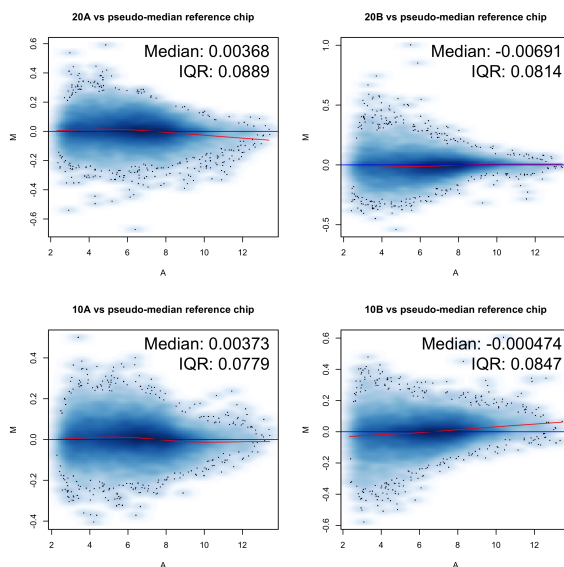 20A vs pseudo-median reference chip
Median: 0.00368
IQR: 0.0889
M
0.6
0.4
0.2
0.0
-0.2
-0.4
-0.6
2 4 6 8 10 12
A
20B vs pseudo-median reference chip
Median: -0.00691
IQR: 0.0814
M
1.0
0.5
0.0
-0.5
2 4 6 8 10 12
A
10A vs pseudo-median reference chip
Median: 0.00373
IQR: 0.0779
M
0.4
0.2
0.0
-0.2
-0.4
2 4 6 8 10 12
A
10B vs pseudo-median reference chip
Median: -0.000474
IQR: 0.0847
M
0.6
0.4
0.2
0.0
-0.2
-0.4
-0.6
2 4 6 8 10 12
A